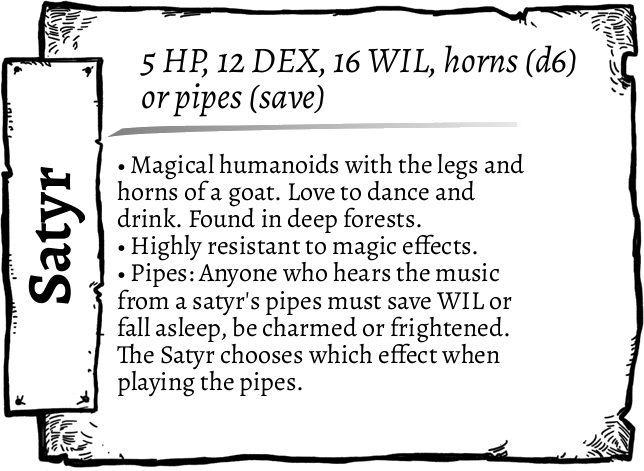 Satyr
5 HP, 12 DEX, 16 WIL, horns (d6)
or pipes (save)
• Magical humanoids with the legs and
horns of a goat. Love to dance and
drink. Found in deep forests.
• Highly resistant to magic effects.
• Pipes: Anyone who hears the music
from a satyr's pipes must save WIL or
fall asleep, be charmed or frightened.
The Satyr chooses which effect when
playing the pipes.